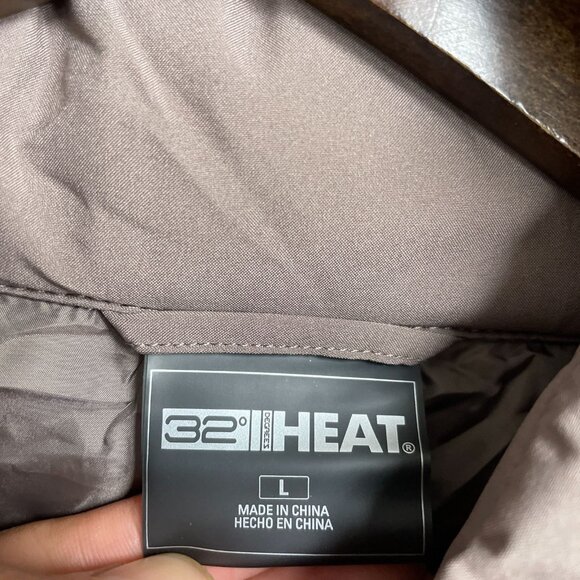 32° DEGREES HEAT®
L
MADE IN CHINA
HECHO EN CHINA